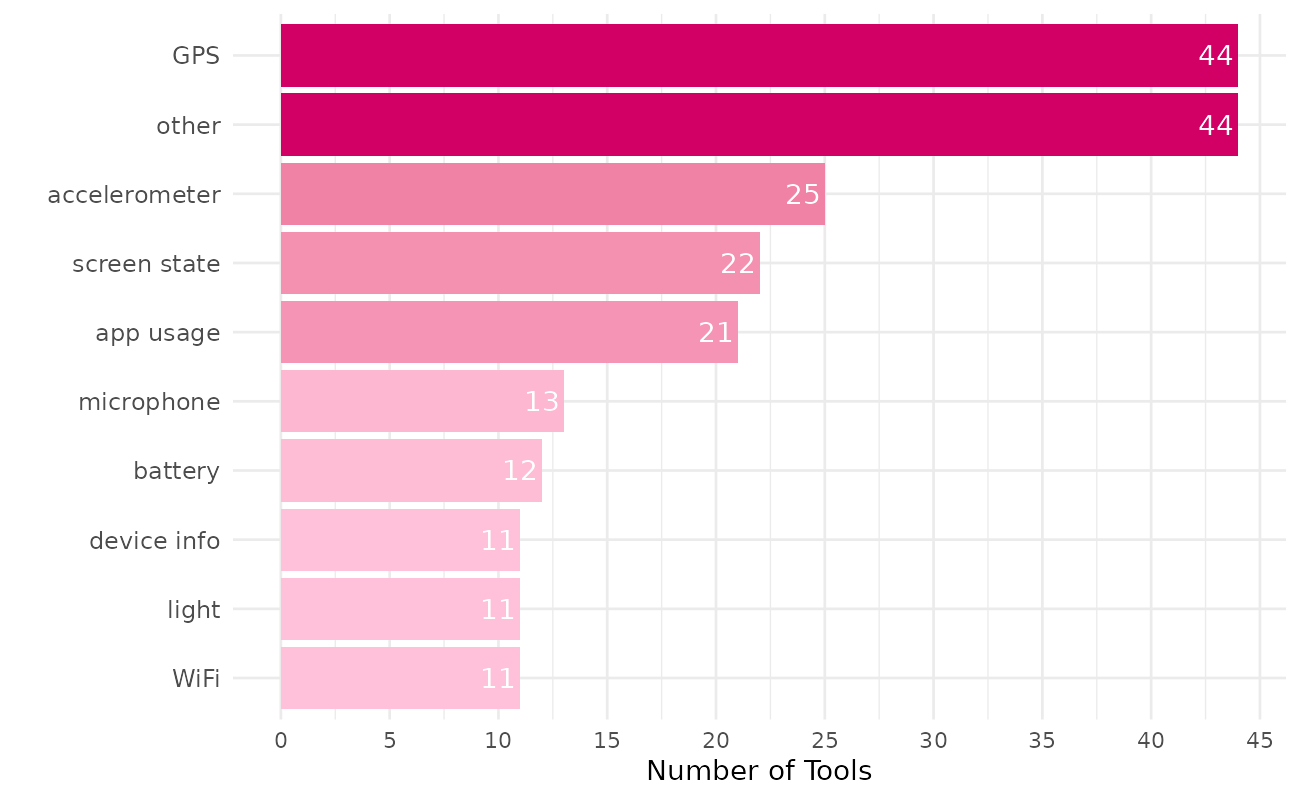 GPS 44
other 44
accelerometer 25
screen state 22
app usage 21
microphone 13
battery 12
device info 11
light 11
WiFi 11
0 5 10 15 20 25 30 35 40 45
Number of Tools